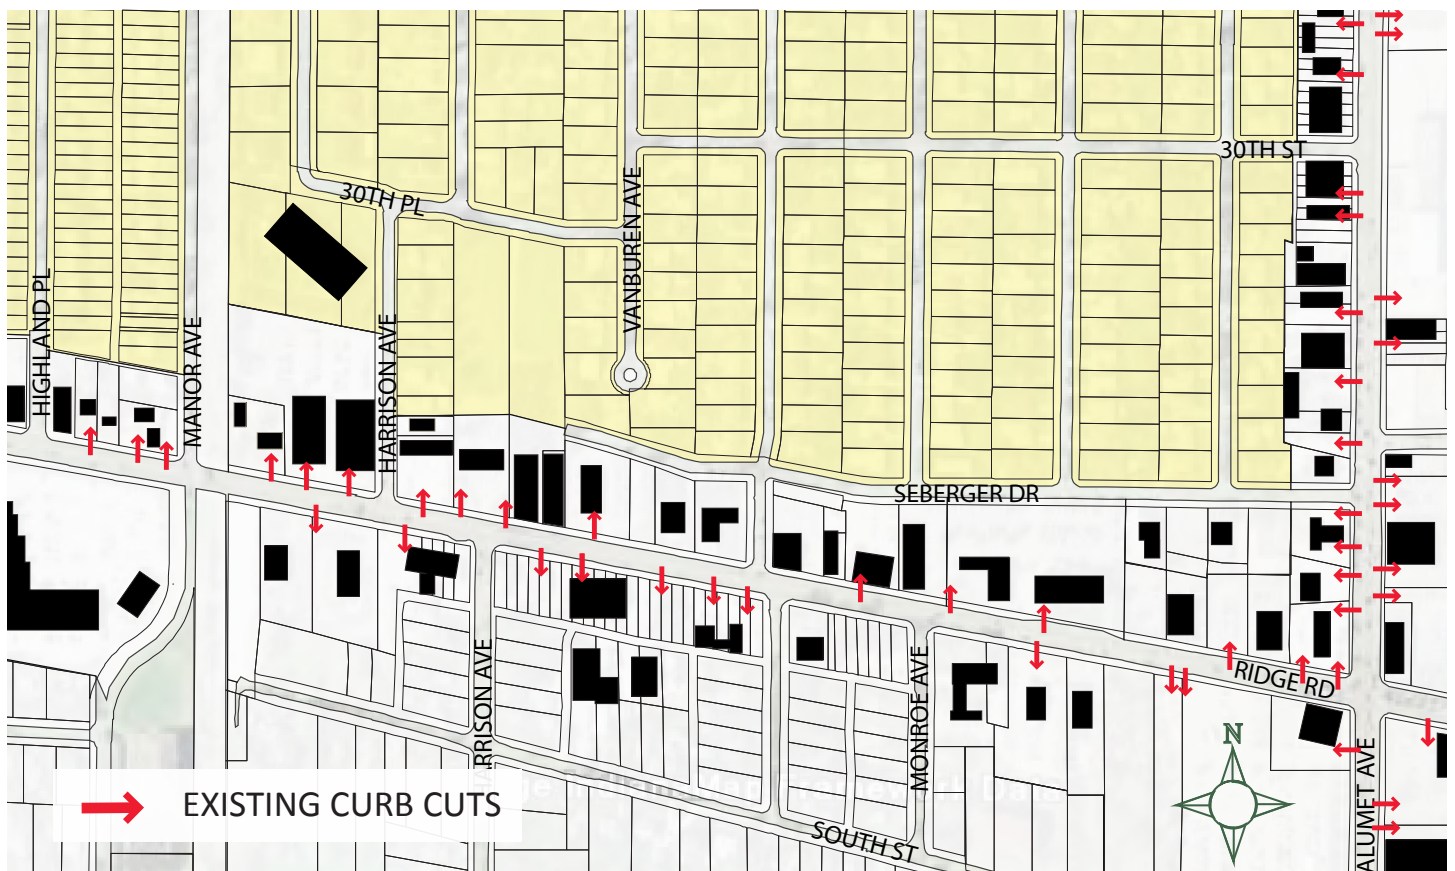 30TH ST
30TH PL
VANBUREN AVE
HIGHLAND PL
MANOR AVE
HARRISON AVE
SEBERGER DR
HARRISON AVE
MONROE AVE
RIDGE RD
N
ALUMET AVE
EXISTING CURB CUTS
SOUTH ST